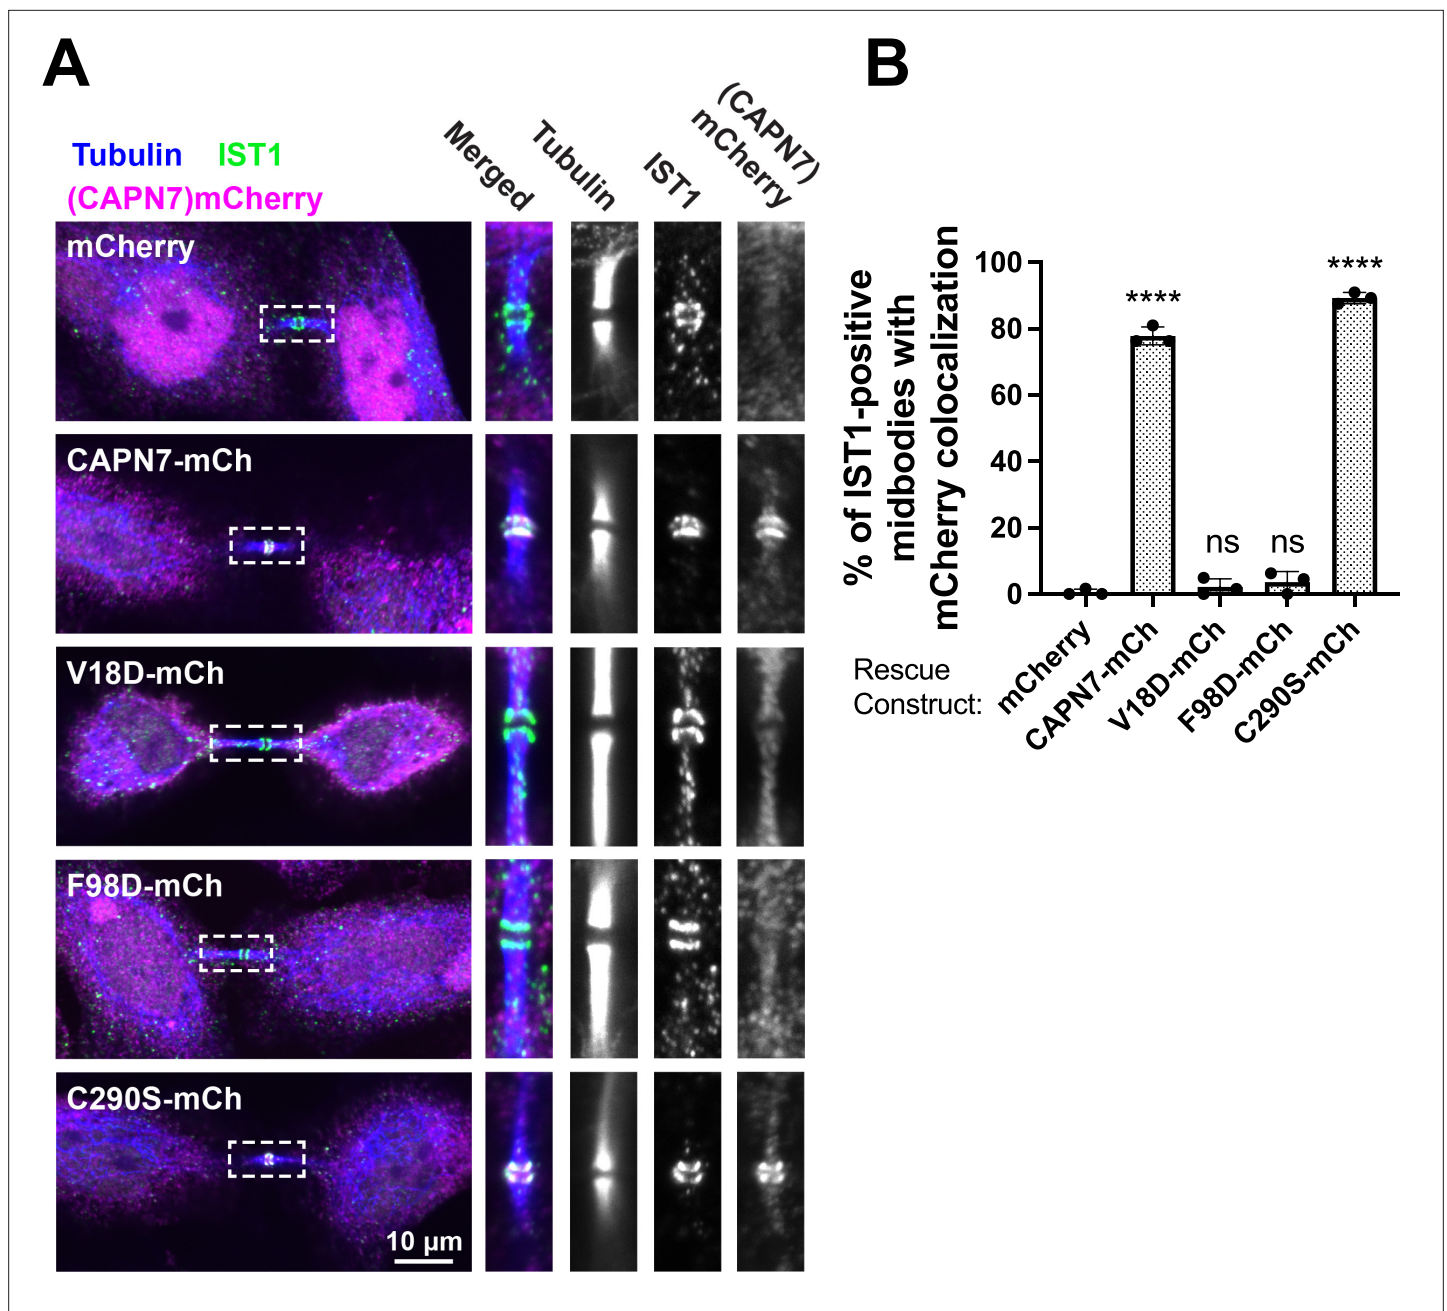 A
Tubulin IST1
(CAPN7)mCherry
Merged
Tubulin
IST1
(CAPN7)
mCherry
mCherry
CAPN7-mCh
V18D-mCh
F98D-mCh
C290S-mCh
10 µm
B
% of IST1-positive
midbodies with
mCherry colocalization
100
80
60
40
20
0
****
ns
ns
****
Rescue
Construct:
mCherry
CAPN7-mCh
V18D-mCh
F98D-mCh
C290S-mCh